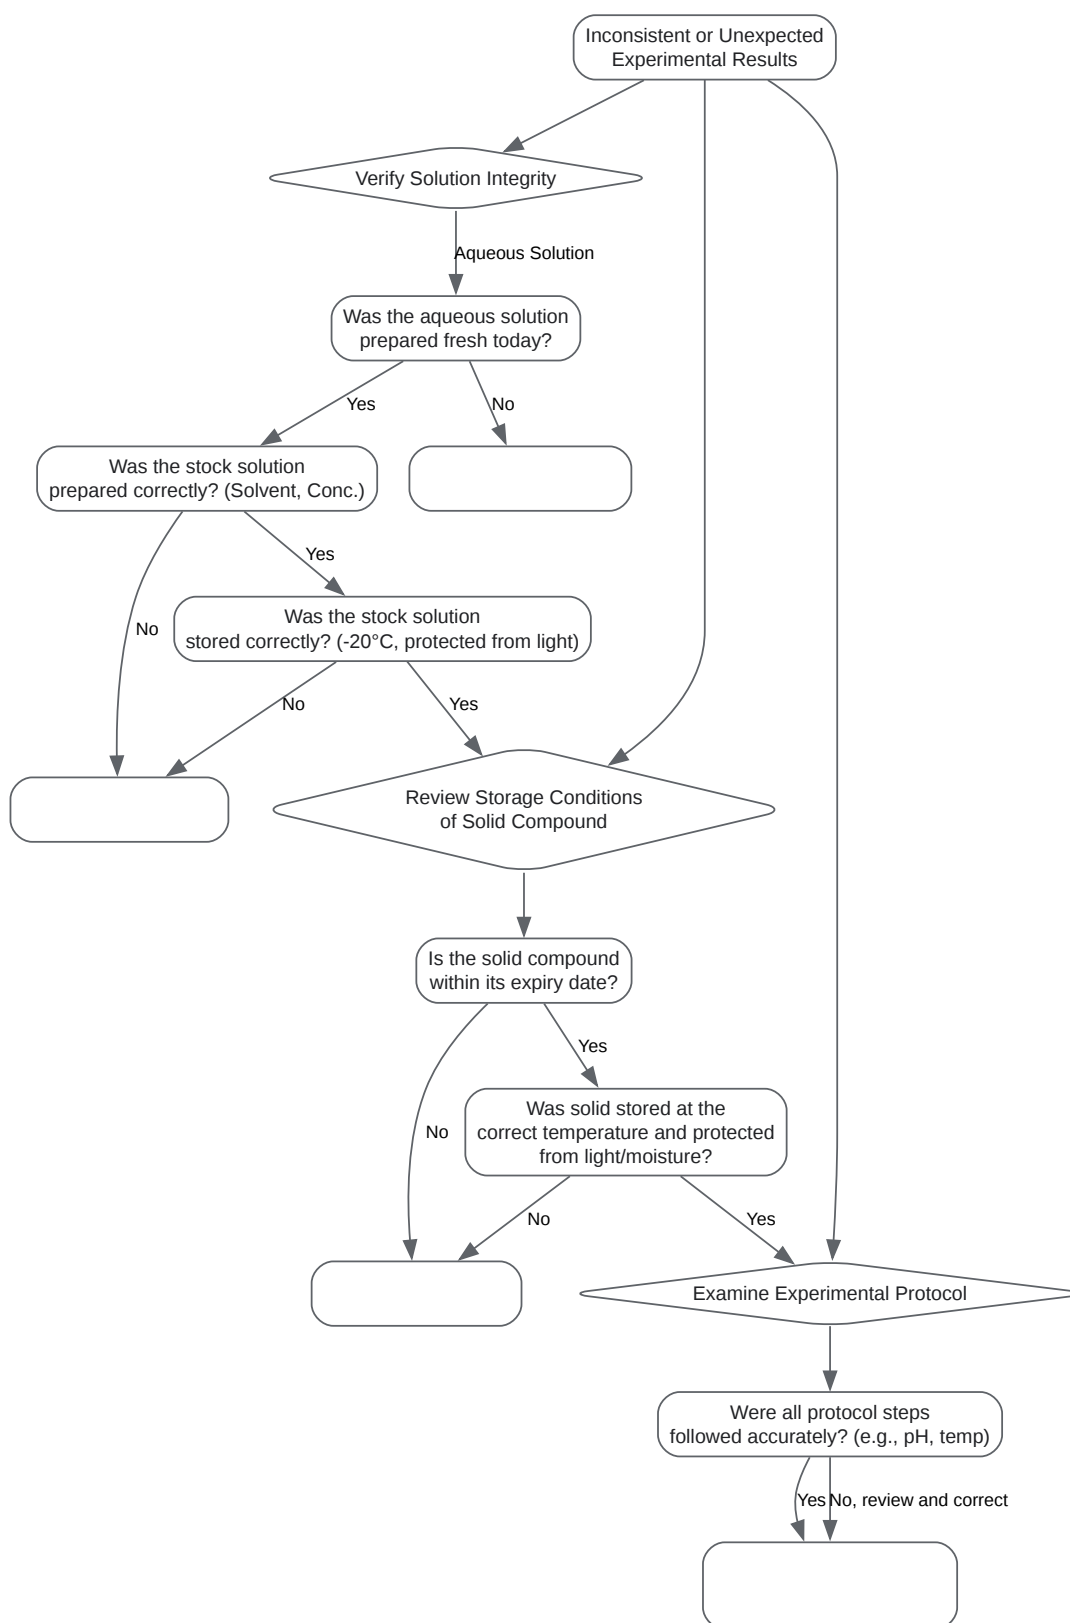 Inconsistent or Unexpected
Experimental Results
Verify Solution Integrity
Aqueous Solution
Was the aqueous solution
prepared fresh today?
Yes
No
Was the stock solution
prepared correctly? (Solvent, Conc.)
Yes
Was the stock solution
stored correctly? (-20°C, protected from light)
No
No
Yes
Review Storage Conditions
of Solid Compound
Is the solid compound
within its expiry date?
Yes
Was solid stored at the
correct temperature and protected
from light/moisture?
No
No
Yes
Examine Experimental Protocol
Were all protocol steps
followed accurately? (e.g., pH, temp)
Yes
No, review and correct